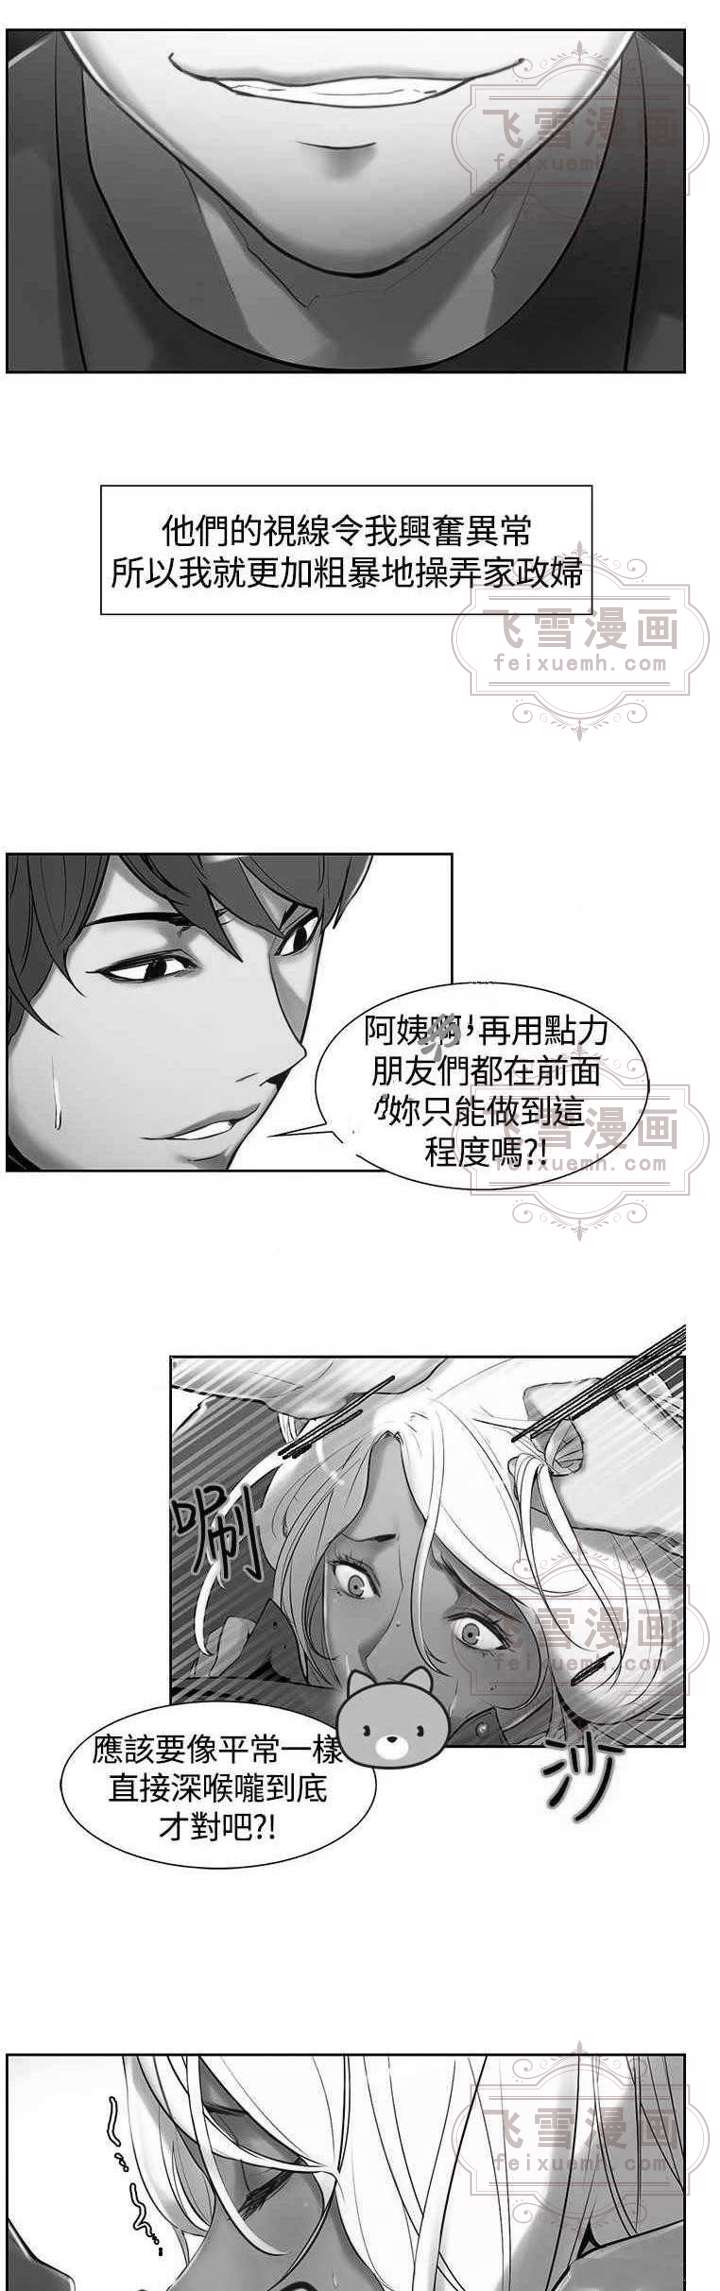 飞雪漫画
feixuemh.com
他們的視線令我興奮異常
所以我就更加粗暴地操弄家政婦
飞雪漫画
feixuemh.com
阿姨啊!再用點力
朋友們都在前面
妳只能做到這
程度嗎?!
飞雪漫画
feixuemh.com
唰
飞雪漫画
feixuemh.com
應該要像平常一樣
直接深喉嚨到底
才對吧?!
沙
飞雪漫画
feixuemh.com